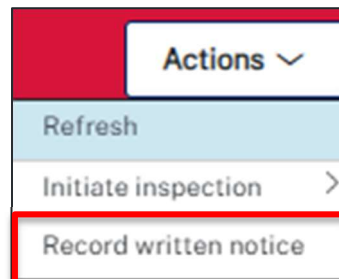 Actions
Refresh
Initiate inspection
Record written notice